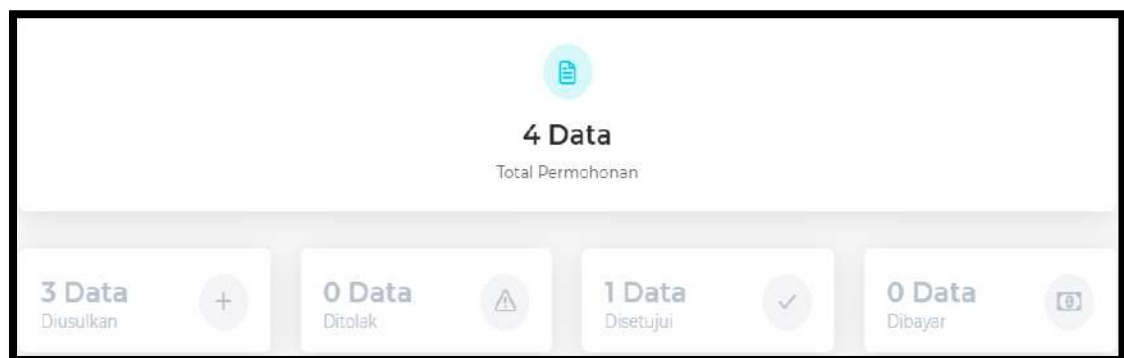 4 Data
Total Permohonan
3 Data
Diusulkan
0 Data
Ditolak
1 Data
Disetujui
0 Data
Dibayar